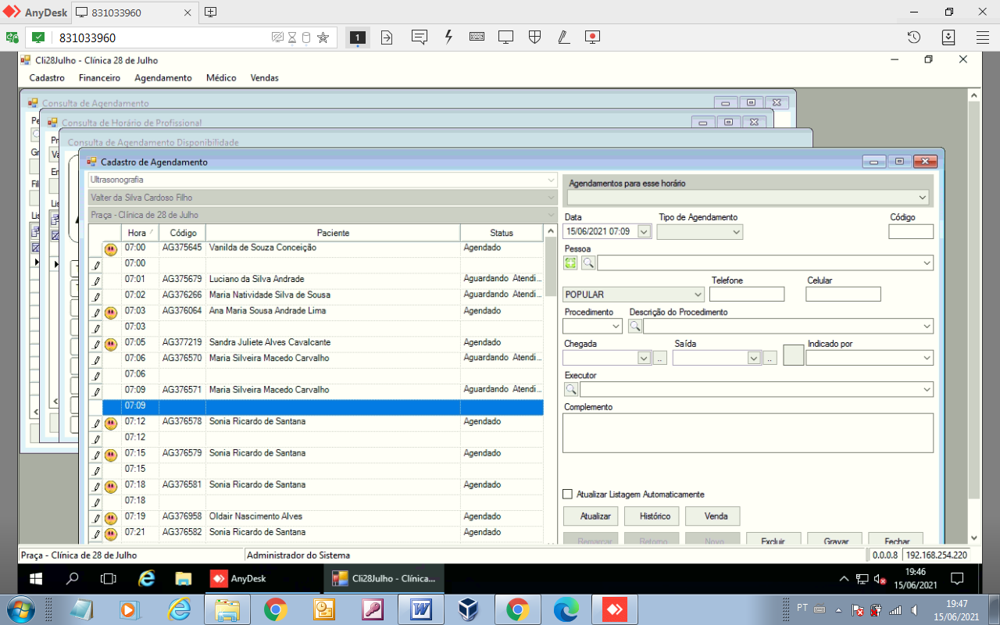 AnyDesk 831033960
831033960 1
Cli28Julho - Clínica 28 de Julho
Cadastro Financeiro Agendamento Médico Vendas
Consulta de Agendamento
Consulta de Horário de Profissional
Consulta de Agendamento Disponibilidade
Cadastro de Agendamento
Ultrasonografia
Valter da Silva Cardoso Filho
Praça - Clínica de 28 de Julho
Hora Código Paciente Status
07:00 AG375645 Vanilda de Souza Conceição Agendado
07:00
07:01 AG375679 Luciano da Silva Andrade Aguardando Atendi...
07:02 AG376266 Maria Natividade Silva de Sousa Aguardando Atendi...
07:03 AG376064 Ana Maria Sousa Andrade Lima Agendado
07:03
07:05 AG377219 Sandra Juliete Alves Cavalcante Agendado
07:06 AG376570 Maria Silveira Macedo Carvalho Aguardando Atendi...
07:06
07:09 AG376571 Maria Silveira Macedo Carvalho Aguardando Atendi...
07:09
07:12 AG376578 Sonia Ricardo de Santana Agendado
07:12
07:15 AG376579 Sonia Ricardo de Santana Agendado
07:15
07:18 AG376581 Sonia Ricardo de Santana Agendado
07:18
07:19 AG376958 Oldair Nascimento Alves Agendado
07:21 AG376582 Sonia Ricardo de Santana Agendado
Agendamentos para esse horário
Data Tipo de Agendamento Código
15/06/2021 07:09
Pessoa
Telefone Celular
POPULAR
Procedimento Descrição do Procedimento
Chegada Saída Indicado por
.. ..
Executor
Complemento
Atualizar Listagem Automaticamente
Atualizar Histórico Venda
Remarcar Retorno Novo Excluir Gravar Fechar
Praça - Clínica de 28 de Julho Administrador do Sistema 0.0.0.8 192.168.254.220
AnyDesk Cli28Julho - Clínica...
19:46
15/06/2021
PT
19:47
15/06/2021